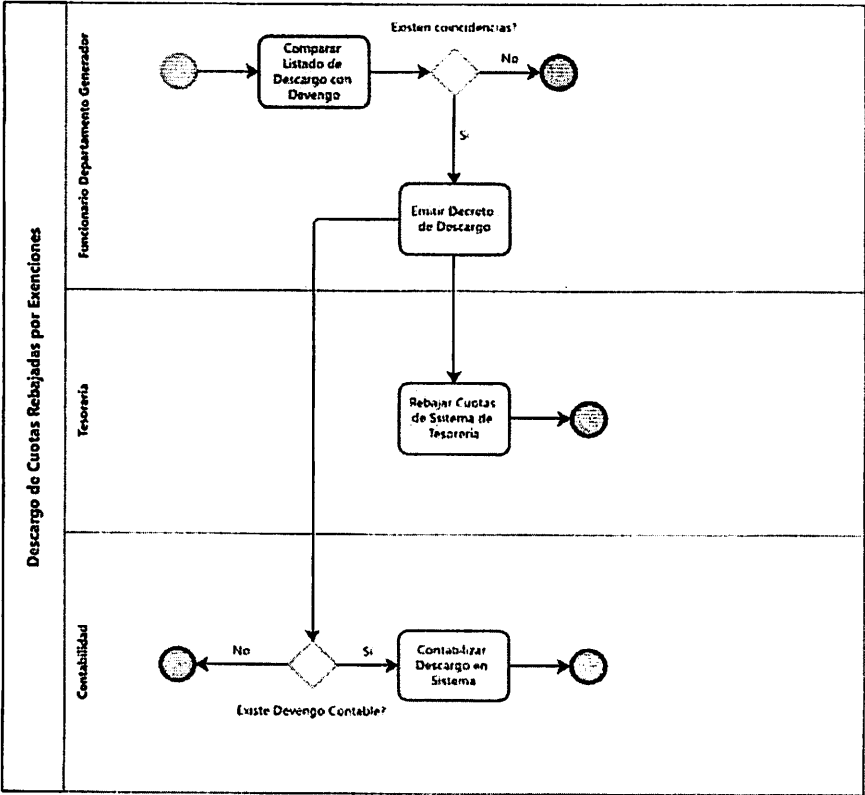 Descargo de Cuotas Rebajadas por Exenciones
Funcionario Departamento Generador
Existen coincidencias?
Comparar
Listado de
Descargo con
Devengo
No
Si
Emitir Decreto
de Descargo
Tesoreria
Rebajar Cuotas
de Sistema de
Tesoreria
Contabilidad
No
Si
Contabilizar
Descargo en
Sistema
Existe Devengo Contable?